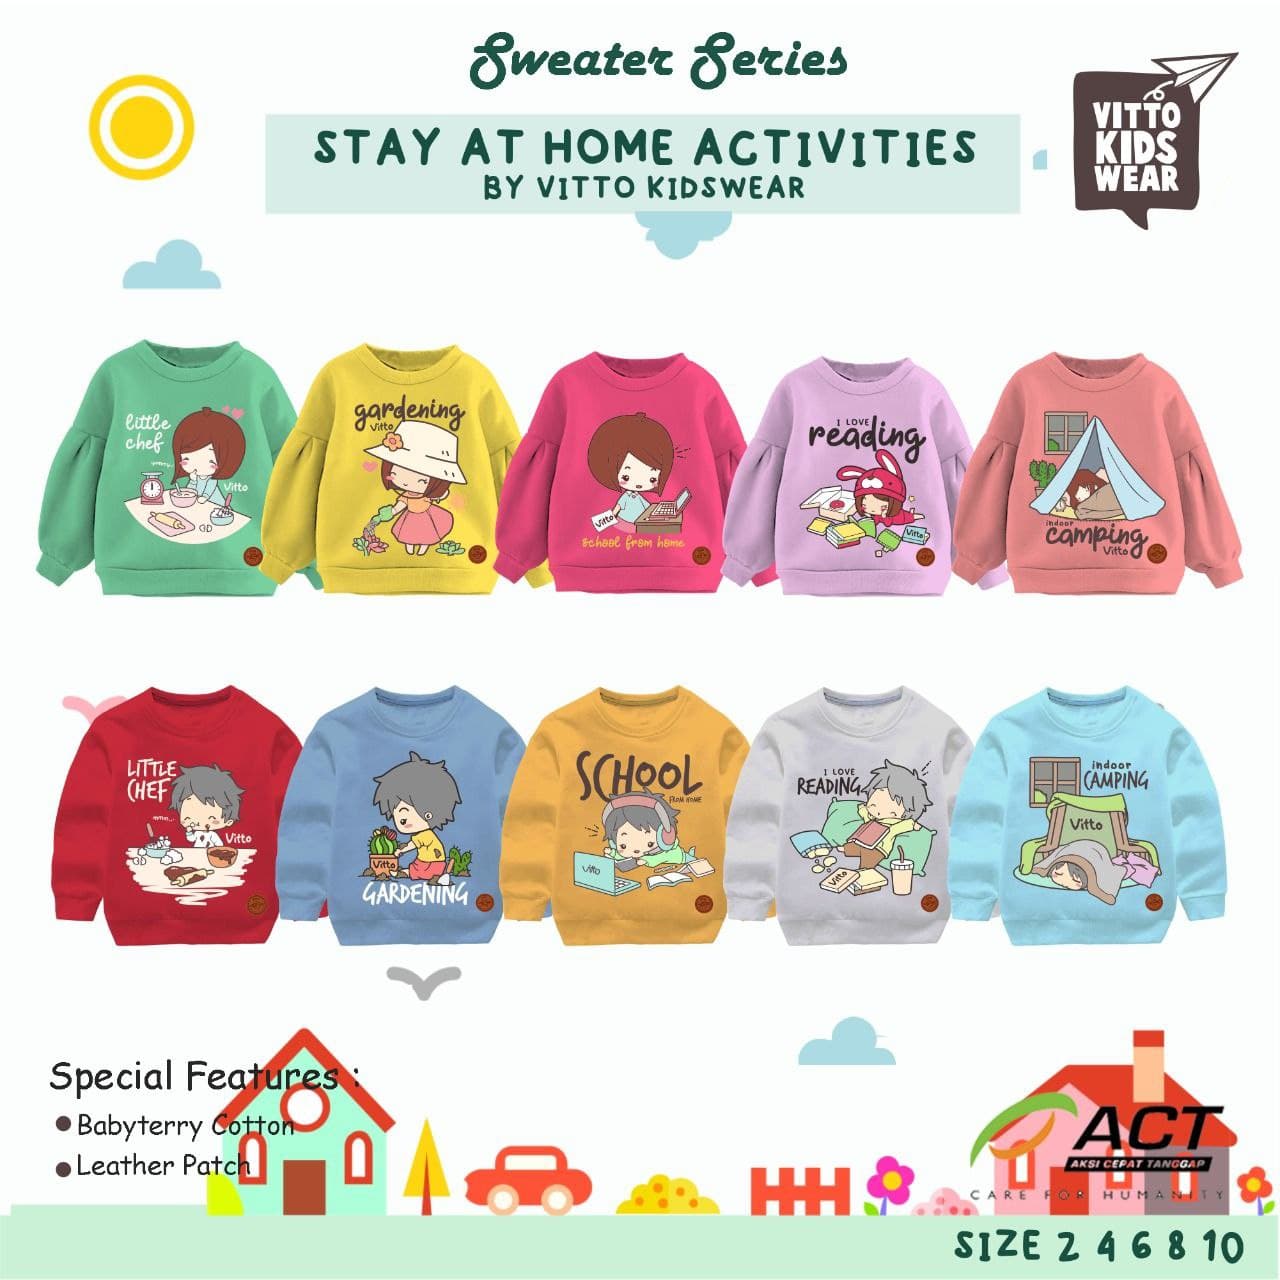 Sweater Series
STAY AT HOME ACTIVITIES
BY VITTO KIDSWEAR
VITTO
KIDS
WEAR
little
chef
Vitto
gardening
Vitto
Vitto
school from home
I LOVE
reading
Vitto
indoor
camping
Vitto
LITTLE
CHEF
mmm...
Vitto
Vitto
GARDENING
SCHOOL
FROM HOME
Vitto
I LOVE
READING
Vitto
indoor
CAMPING
Vitto
Special Features :
Babyterry Cotton
Leather Patch
ACT
AKSI CEPAT TANGGAP
CARE FOR HUMANITY
SIZE 2 4 6 8 10